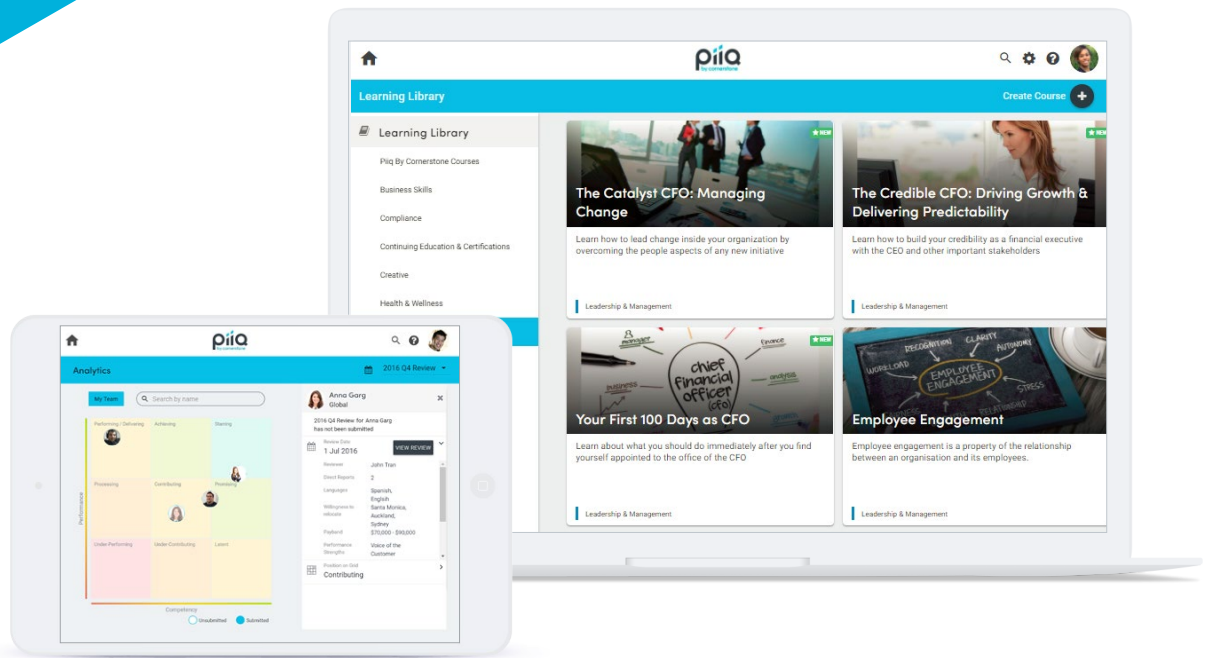 piiQ
by cornerstone
Learning Library
Create Course
Learning Library
Piiq By Cornerstone Courses
Business Skills
Compliance
Continuing Education & Certifications
Creative
Health & Wellness
NEW
The Catalyst CFO: Managing
Change
Learn how to lead change inside your organization by
overcoming the people aspects of any new initiative
Leadership & Management
NEW
The Credible CFO: Driving Growth &
Delivering Predictability
Learn how to build your credibility as a financial executive
with the CEO and other important stakeholders
Leadership & Management
manager
finance
NEW
chief
financial
officer
(cfo)
business
analysis
Your First 100 Days as CFO
Learn about what you should do immediately after you find
yourself appointed to the office of the CFO
Leadership & Management
RECOGNITION
CLARITY
AUTONOMY
WORKLOAD
EMPLOYEE
ENGAGEMENT
STRESS
RELATIONSHIP
Employee Engagement
Employee engagement is a property of the relationship
between an organisation and its employees.
Leadership & Management
piiQ
by cornerstone
Analytics
2016 Q4 Review
My Team
Search by name
Performing / Delivering
Achieving
Starring
Processing
Contributing
Promising
Under-Performing
Under-Contributing
Latent
Performance
Competency
Unsubmitted
Submitted
Anna Garg
Global
2016 Q4 Review for Anna Garg
has not been submitted
Review Date
1 Jul 2016
VIEW REVIEW
Reviewer John Tran
Direct Reports 2
Languages Spanish,
English
Willingness to Santa Monica,
relocate Auckland,
Sydney
Payband $70,000 - $90,000
Performance Voice of the
Strengths Customer
Position on Grid
Contributing